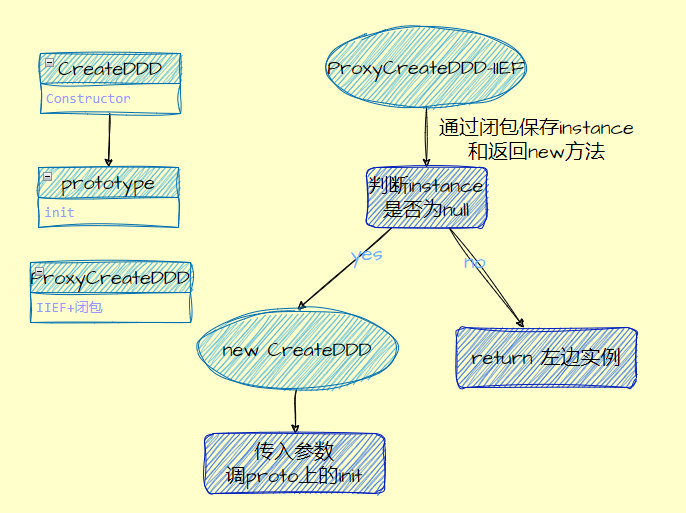 CreateDDD
Constructor
prototype
init
ProxyCreateDDD
IIEF+闭包
ProxyCreateDDD-IIEF
通过闭包保存instance
和返回new方法
判断instance
是否为null
yes
no
new CreateDDD
return 左边实例
传入参数
调proto上的init